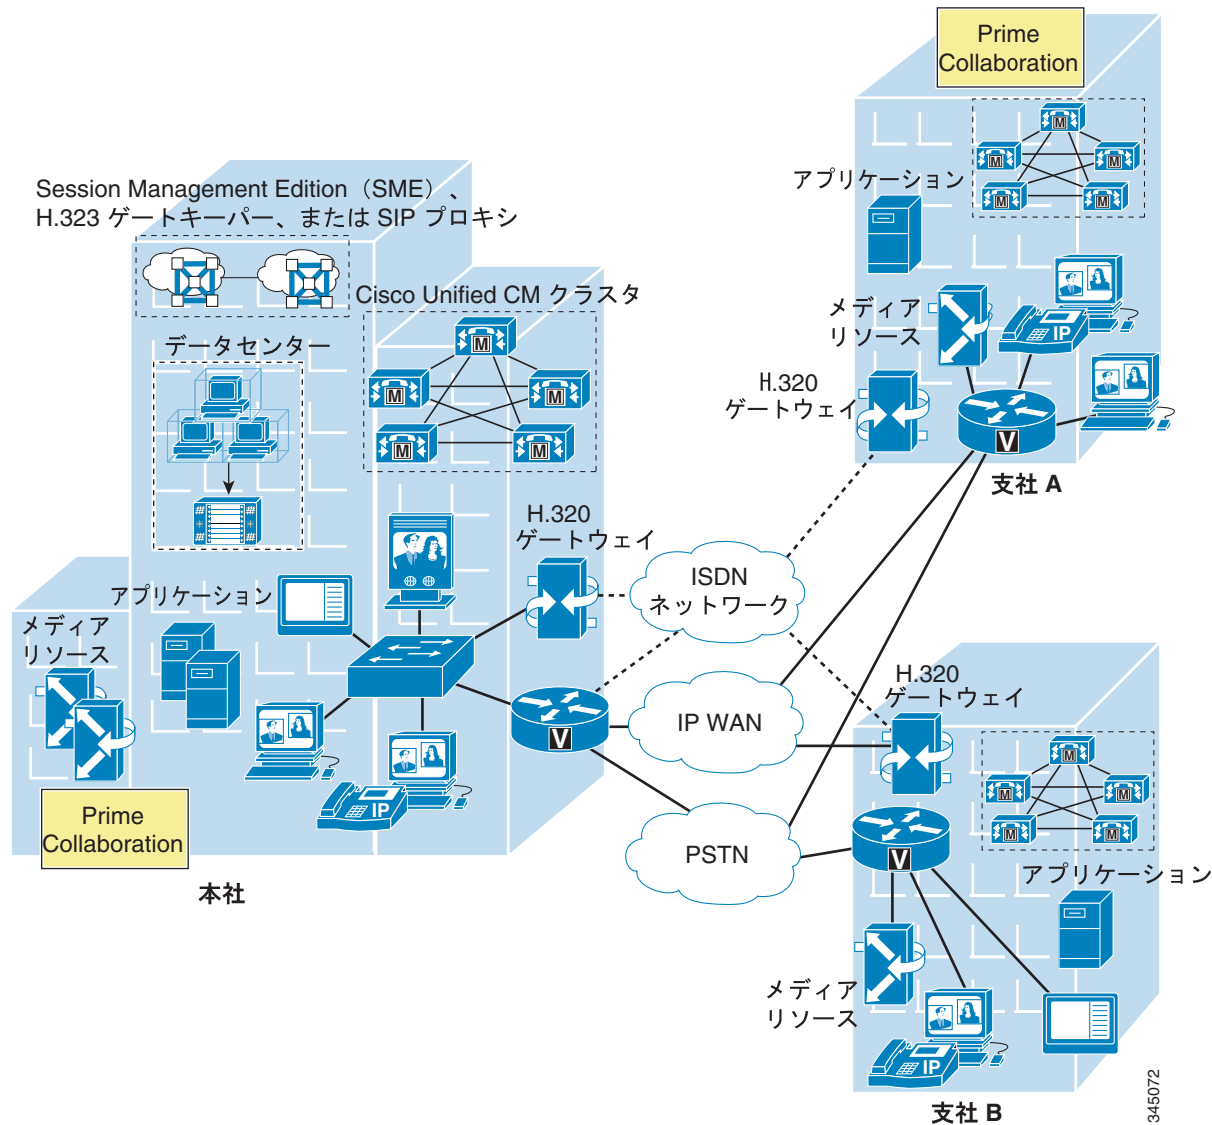 Prime
Collaboration
アプリケーション
メディア
リソース
IP
H.320
ゲートウェイ
V
支社 A
Session Management Edition（SME）、
H.323 ゲートキーパー、または SIP プロキシ
Cisco Unified CM クラスタ
M
M
M
M
M
データセンター
H.320
ゲートウェイ
アプリケーション
メディア
リソース
IP
V
Prime
Collaboration
本社
ISDN
ネットワーク
IP WAN
PSTN
H.320
ゲートウェイ
M
M
M
M
M
V
アプリケーション
メディア
リソース
IP
支社 B
M
M
M
M
M
345072